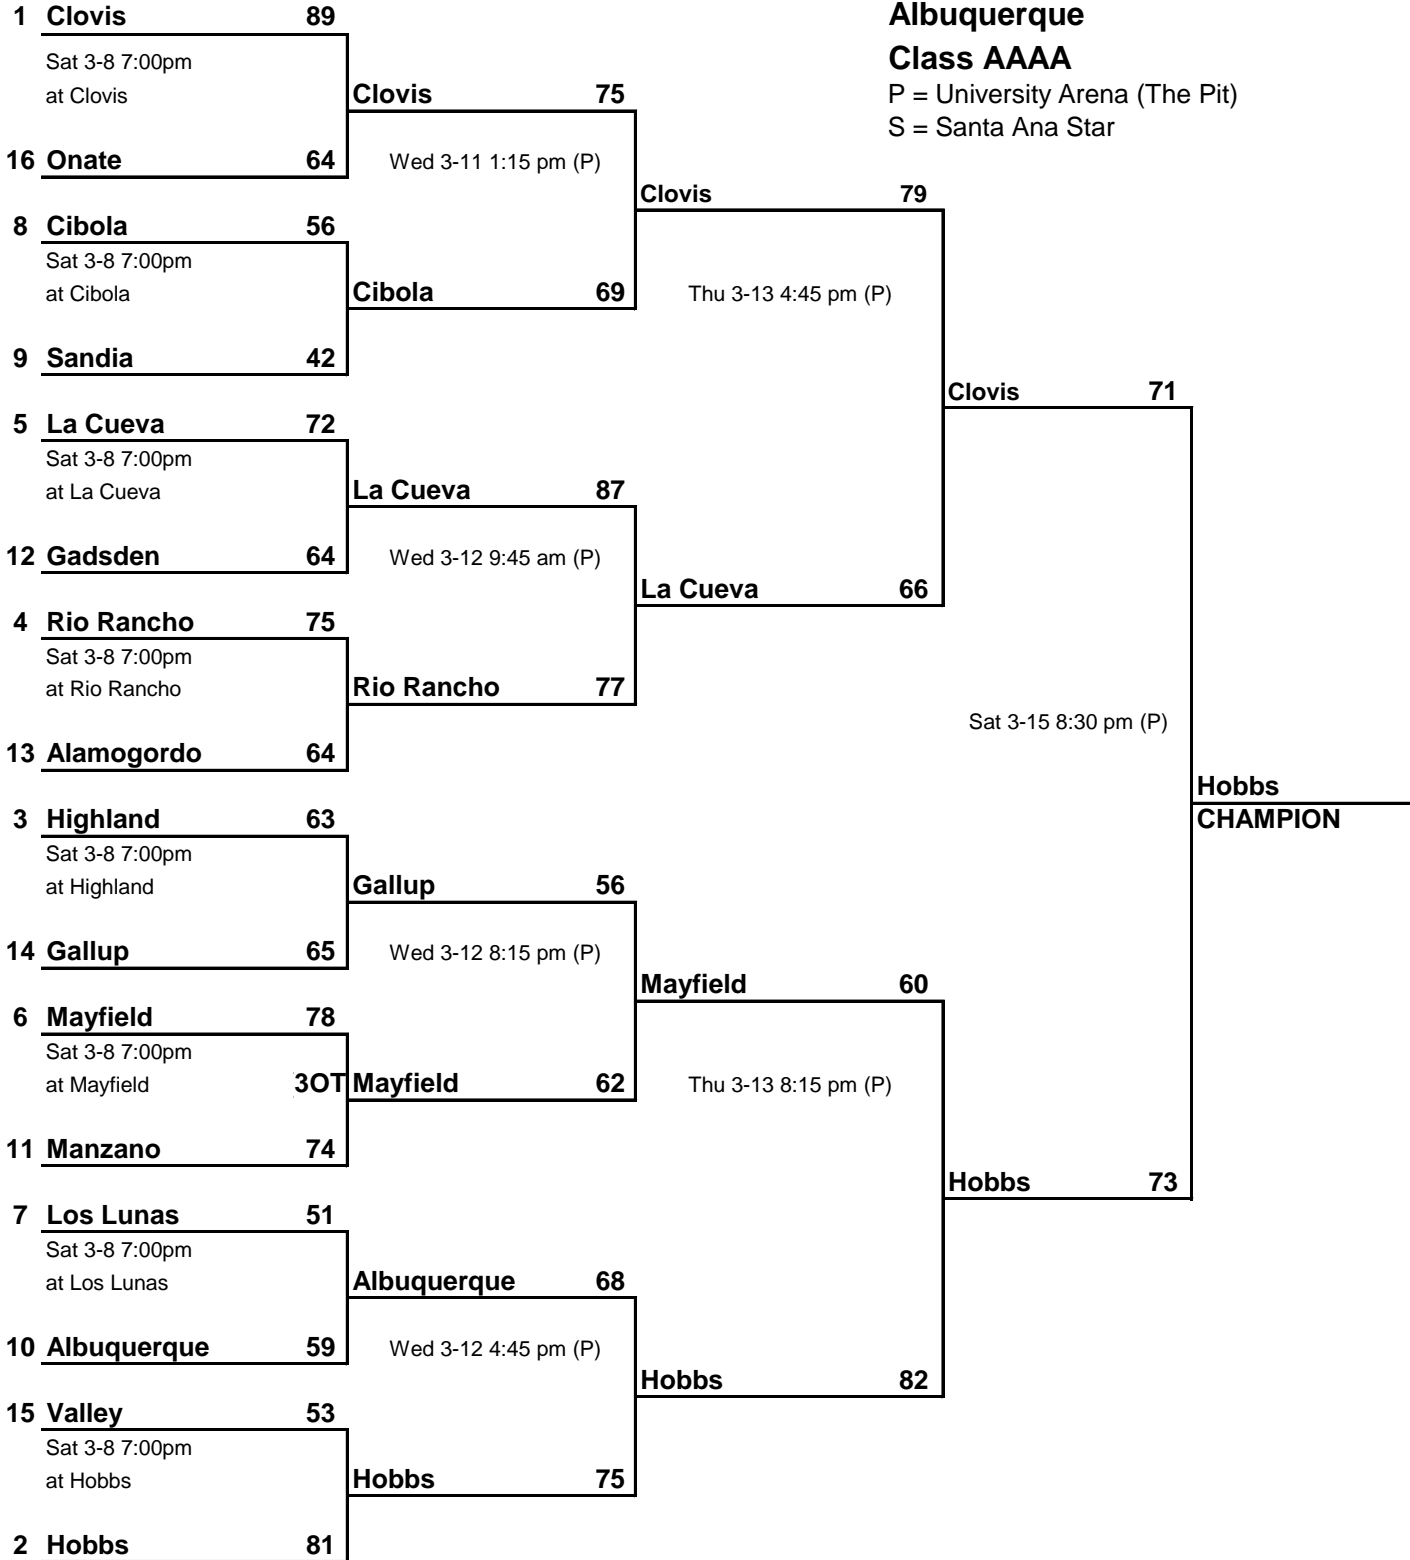 1 Clovis 89
Albuquerque
Sat 3-8 7:00pm
Class AAAA
at Clovis
Clovis 75
P = University Arena (The Pit)
S = Santa Ana Star
16 Onate 64
Wed 3-11 1:15 pm (P)
Clovis 79
8 Cibola 56
Sat 3-8 7:00pm
at Cibola
Cibola 69
Thu 3-13 4:45 pm (P)
9 Sandia 42
Clovis 71
5 La Cueva 72
Sat 3-8 7:00pm
at La Cueva
La Cueva 87
12 Gadsden 64
Wed 3-12 9:45 am (P)
La Cueva 66
4 Rio Rancho 75
Sat 3-8 7:00pm
at Rio Rancho
Rio Rancho 77
Sat 3-15 8:30 pm (P)
13 Alamogordo 64
Hobbs
CHAMPION
3 Highland 63
Sat 3-8 7:00pm
at Highland
Gallup 56
14 Gallup 65
Wed 3-12 8:15 pm (P)
Mayfield 60
6 Mayfield 78
Sat 3-8 7:00pm
at Mayfield
3OT
Mayfield 62
Thu 3-13 8:15 pm (P)
11 Manzano 74
Hobbs 73
7 Los Lunas 51
Sat 3-8 7:00pm
at Los Lunas
Albuquerque 68
10 Albuquerque 59
Wed 3-12 4:45 pm (P)
Hobbs 82
15 Valley 53
Sat 3-8 7:00pm
at Hobbs
Hobbs 75
2 Hobbs 81